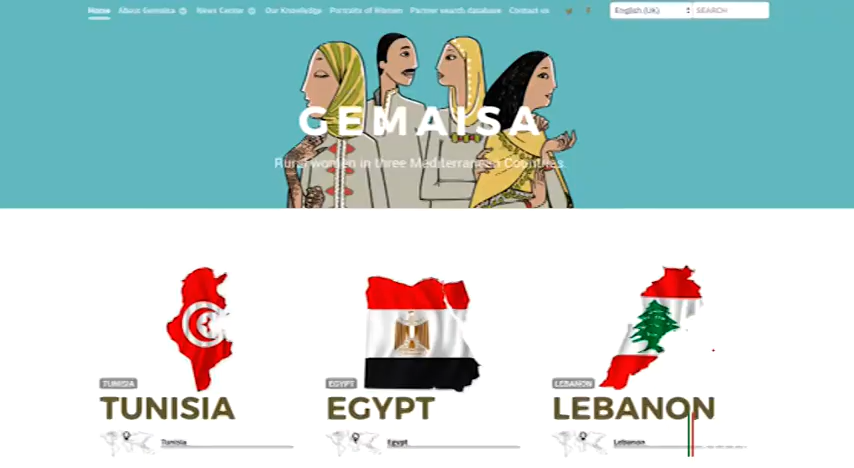 Home About Gemaisa News Center Our Knowledge Portraits of Women Partner search database Contact us English (UK) SEARCH
GEMAISA
Rural women in three Mediterranean Countries.
TUNISIA EGYPT LEBANON
TUNISIA EGYPT LEBANON
Tunisia Egypt Lebanon